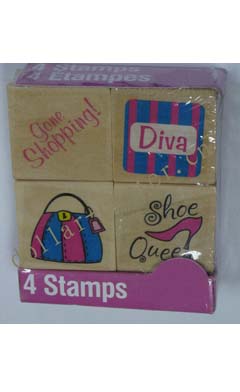 4 Stamps
4 Étampes
Gone
Shopping!
Diva
Shoe
Queen
4 Stamps